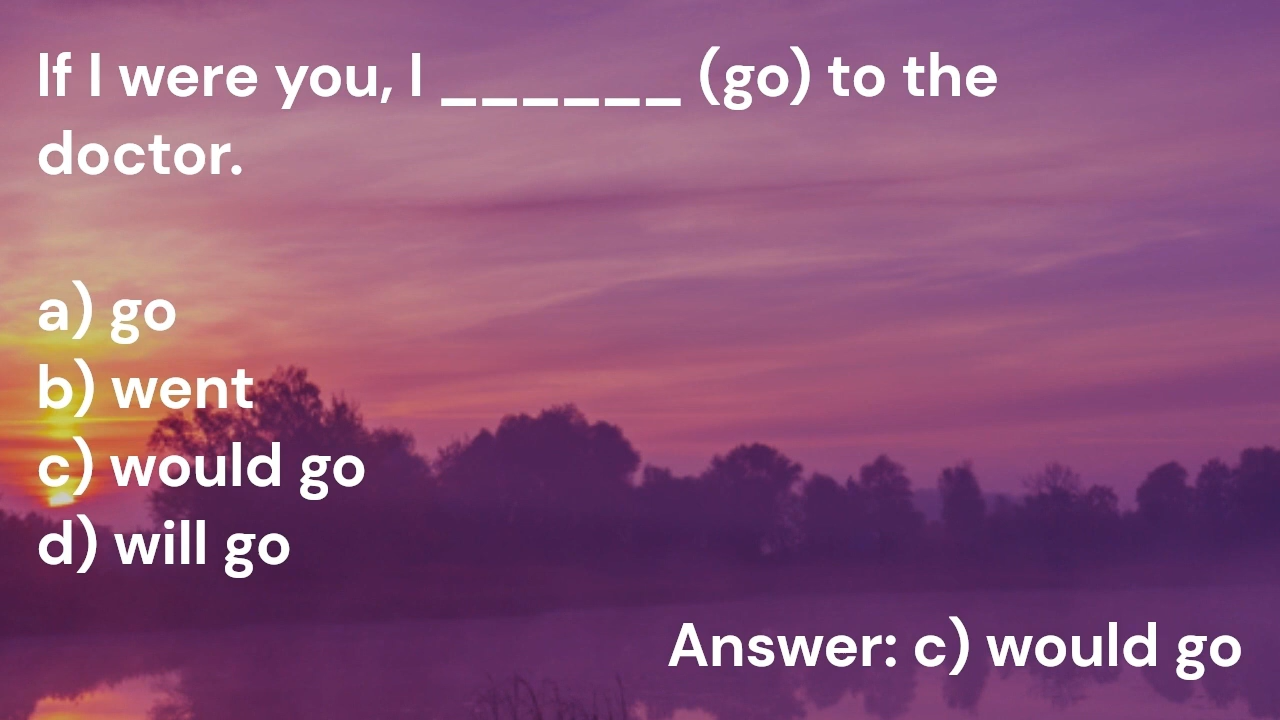 If I were you, I ______ (go) to the
doctor.
a) go
b) went
c) would go
d) will go
Answer: c) would go